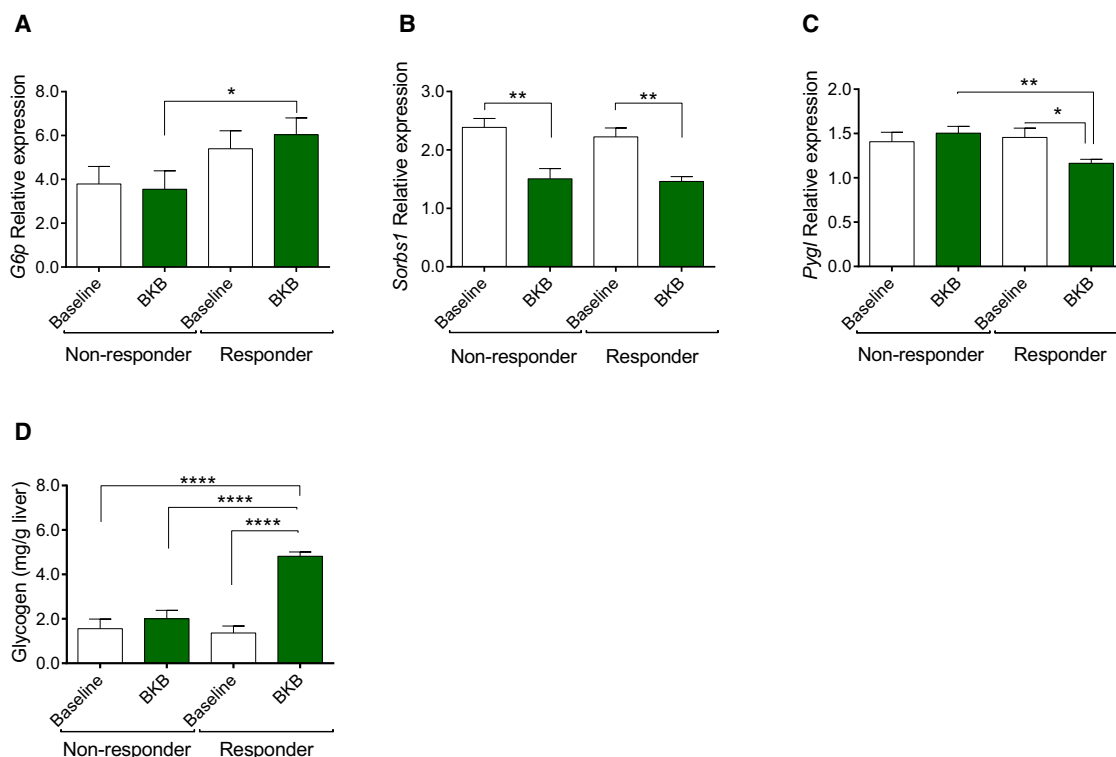 A
G6p Relative expression
8.0
6.0
4.0
2.0
0.0
*
Baseline
BKB
Baseline
BKB
Non-responder
Responder
B
Sorbs1 Relative expression
3.0
2.0
1.0
0.0
**
**
Baseline
BKB
Baseline
BKB
Non-responder
Responder
C
Pygl Relative expression
2.0
1.5
1.0
0.5
0.0
**
*
Baseline
BKB
Baseline
BKB
Non-responder
Responder
D
Glycogen (mg/g liver)
8.0
6.0
4.0
2.0
0.0
****
****
****
Baseline
BKB
Baseline
BKB
Non-responder
Responder